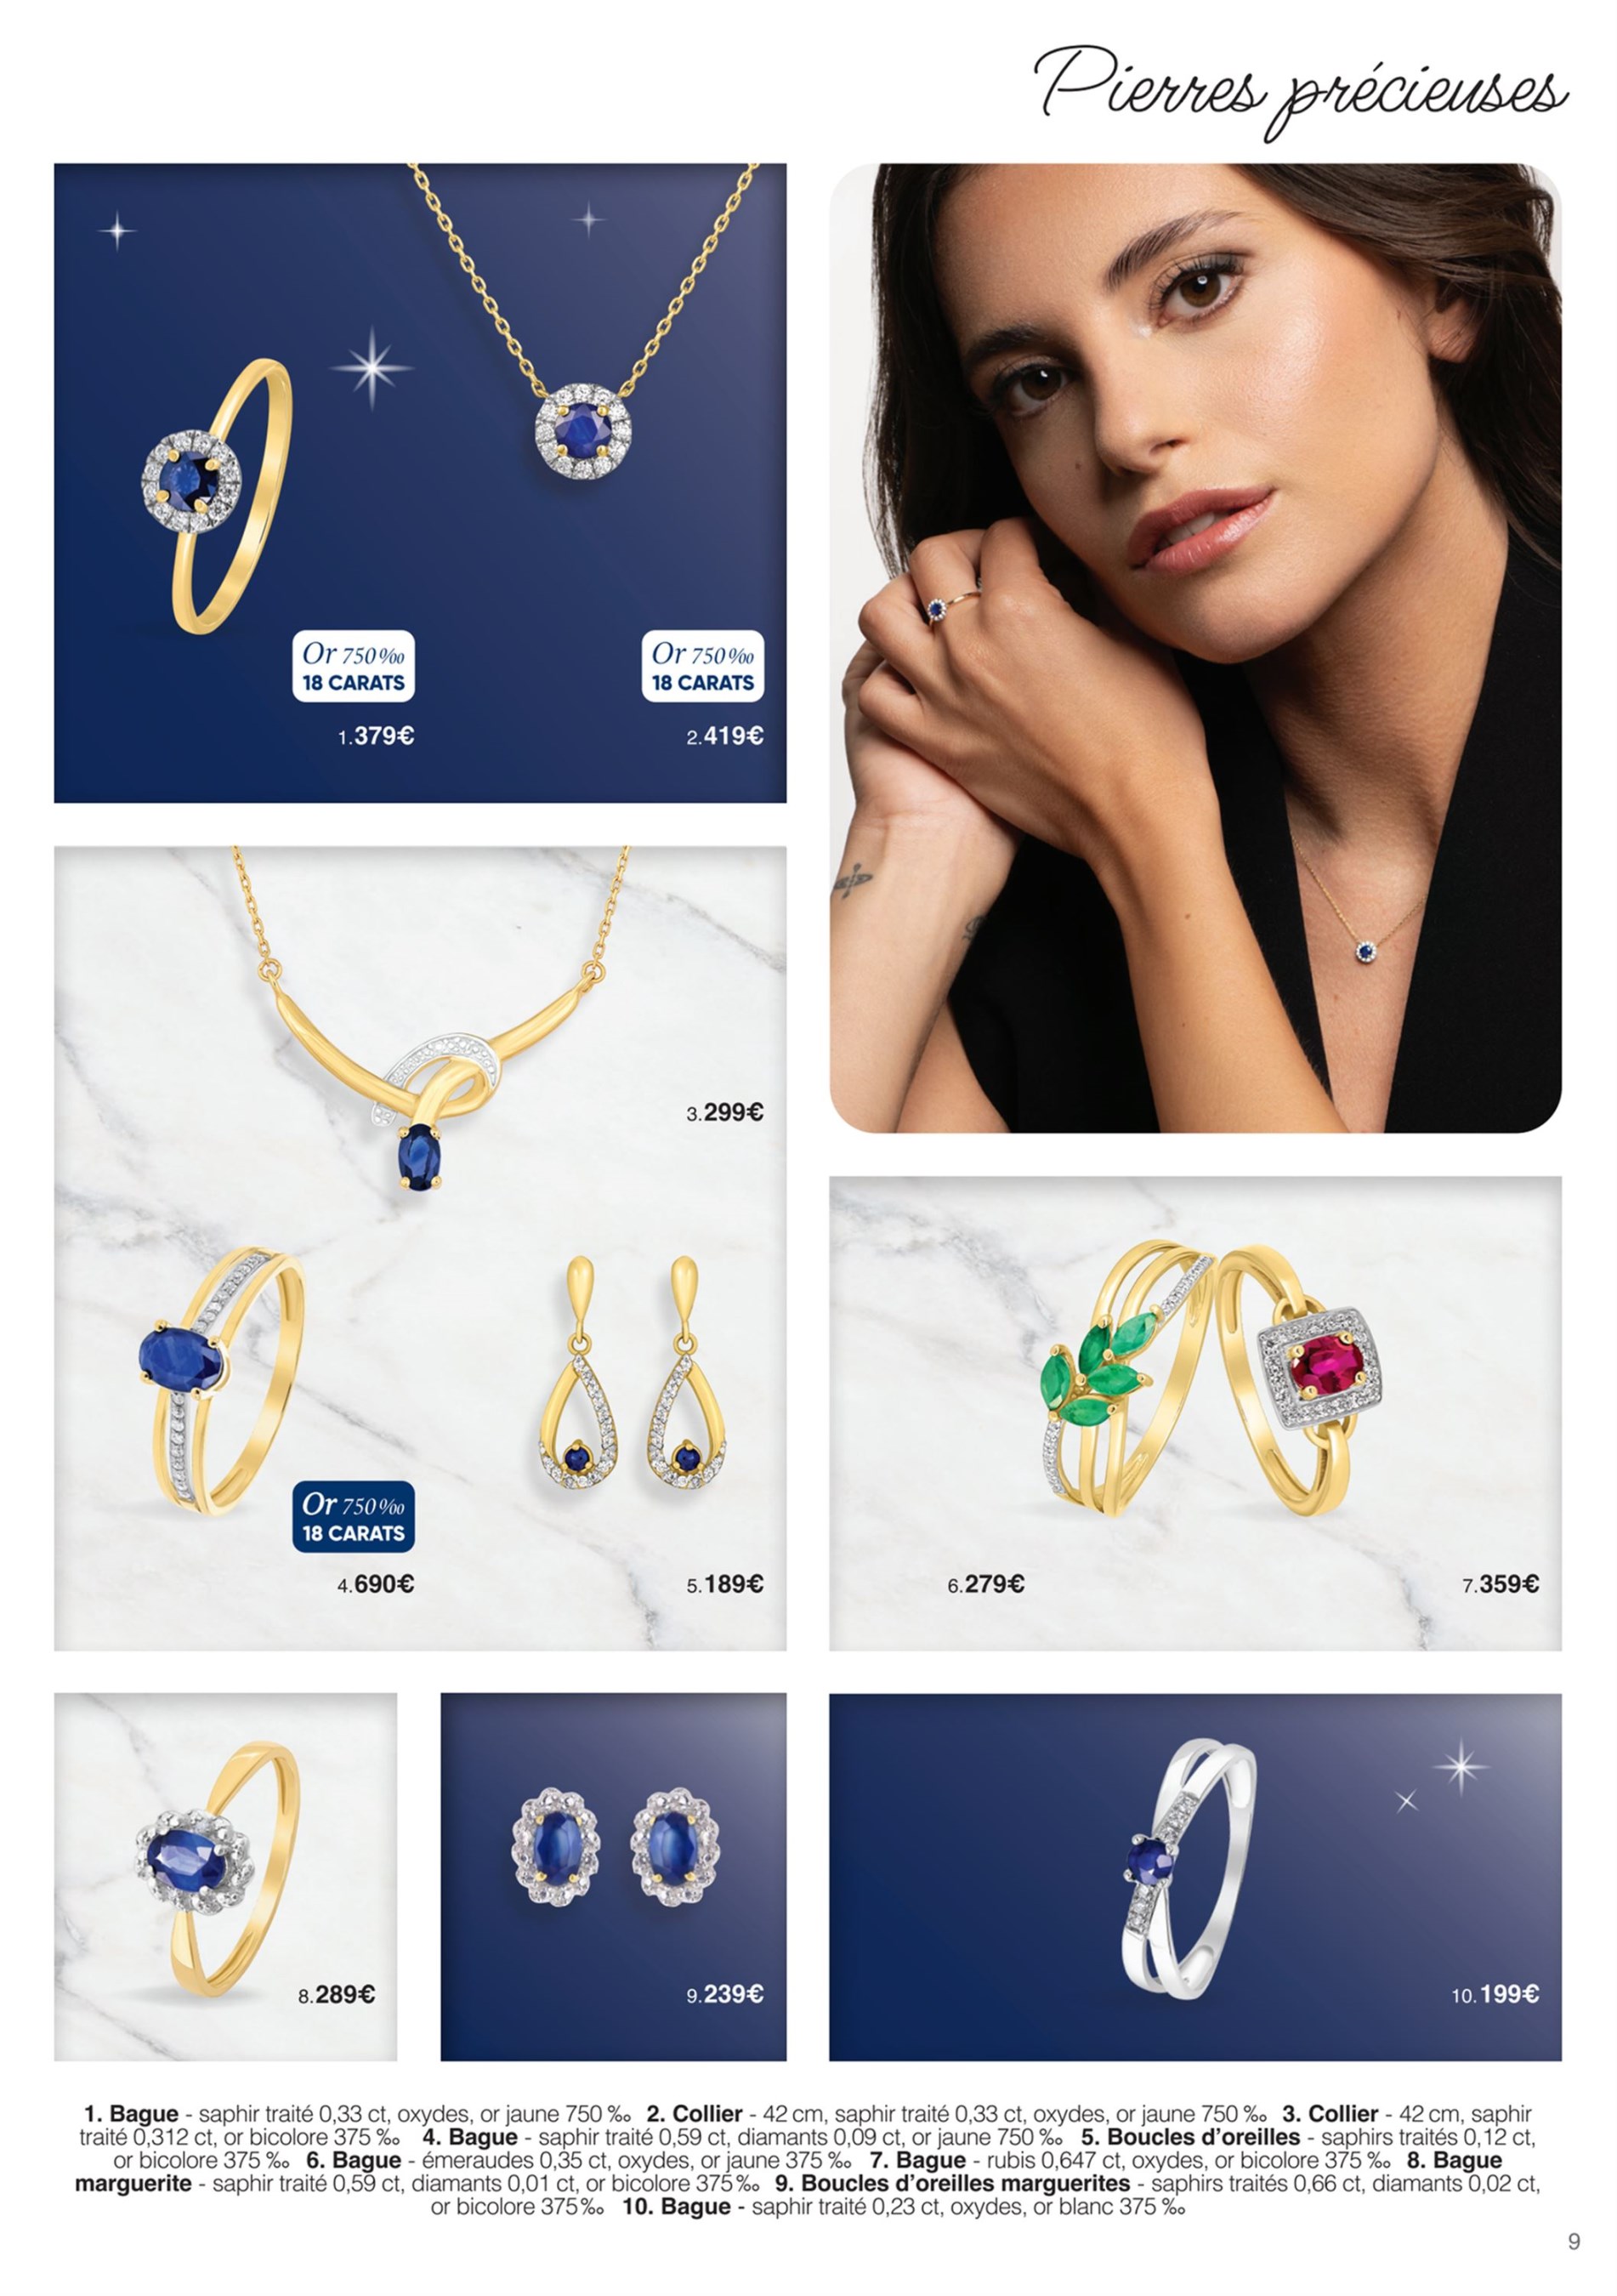 Pierres précieuses
Or 750‰
18 CARATS
1.379€
Or 750‰
18 CARATS
2.419€
3.299€
Or 750‰
18 CARATS
4.690€
5.189€
6.279€
7.359€
8.289€
9.239€
10.199€
1. Bague - saphir traité 0,33 ct, oxydes, or jaune 750 ‰ 2. Collier - 42 cm, saphir traité 0,33 ct, oxydes, or jaune 750 ‰ 3. Collier - 42 cm, saphir
traité 0,312 ct, or bicolore 375 ‰ 4. Bague - saphir traité 0,59 ct, diamants 0,09 ct, or jaune 750 ‰ 5. Boucles d’oreilles - saphirs traités 0,12 ct,
or bicolore 375 ‰ 6. Bague - émeraudes 0,35 ct, oxydes, or jaune 375 ‰ 7. Bague - rubis 0,647 ct, oxydes, or bicolore 375 ‰ 8. Bague
marguerite - saphir traité 0,59 ct, diamants 0,01 ct, or bicolore 375‰ 9. Boucles d’oreilles marguerites - saphirs traités 0,66 ct, diamants 0,02 ct,
or bicolore 375‰ 10. Bague - saphir traité 0,23 ct, oxydes, or blanc 375 ‰
9